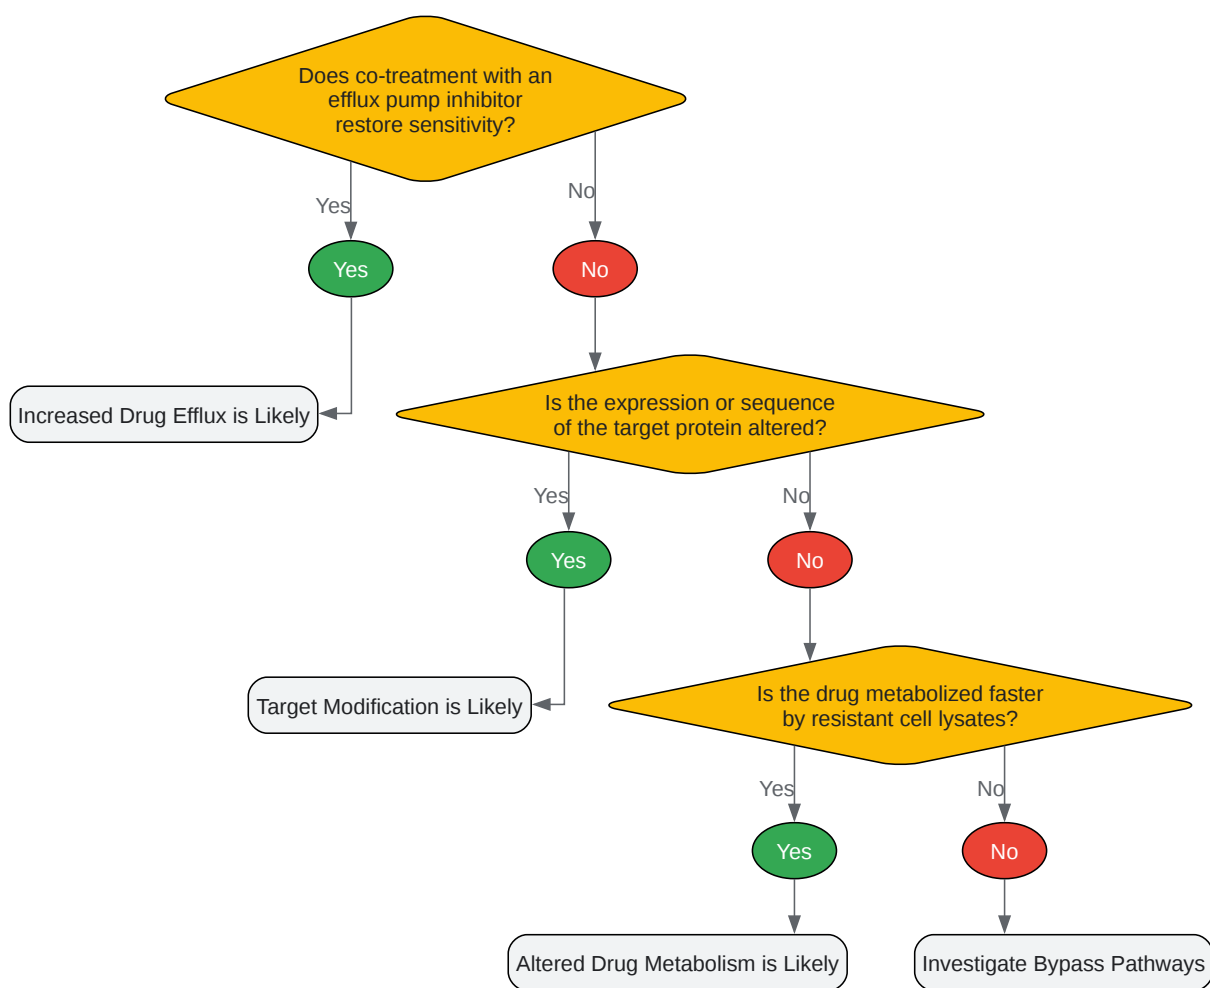 Does co-treatment with an
efflux pump inhibitor
restore sensitivity?
Yes
No
Yes
No
Increased Drug Efflux is Likely
Is the expression or sequence
of the target protein altered?
Yes
No
Yes
No
Target Modification is Likely
Is the drug metabolized faster
by resistant cell lysates?
Yes
No
Yes
No
Altered Drug Metabolism is Likely
Investigate Bypass Pathways